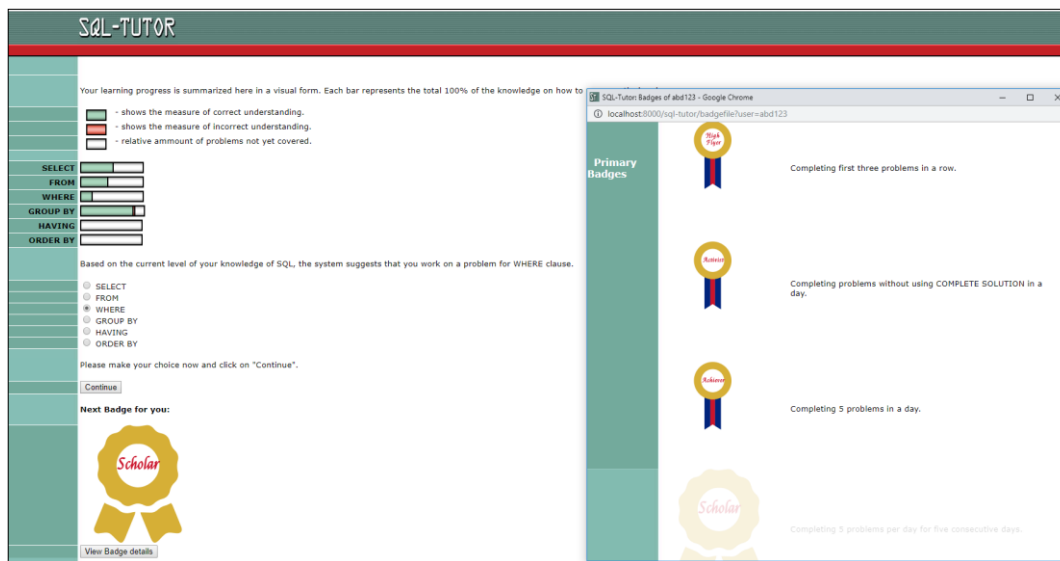 SQL-TUTOR
Your learning progress is summarized here in a visual form. Each bar represents the total 100% of the knowledge on how to
- shows the measure of correct understanding.
- shows the measure of incorrect understanding.
- relative ammount of problems not yet covered.
SELECT
FROM
WHERE
GROUP BY
HAVING
ORDER BY
Based on the current level of your knowledge of SQL, the system suggests that you work on a problem for WHERE clause.
SELECT
FROM
WHERE
GROUP BY
HAVING
ORDER BY
Please make your choice now and click on "Continue".
Continue
Next Badge for you:
Scholar
View Badge details
SQL-Tutor: Badges of abd123 - Google Chrome
localhost:8000/sql-tutor/badgefile?user=abd123
Primary
Badges
High
Flyer
Completing first three problems in a row.
Activist
Completing problems without using COMPLETE SOLUTION in a
day.
Achiever
Completing 5 problems in a day.
Scholar
Completing 5 problems per day for five consecutive days.